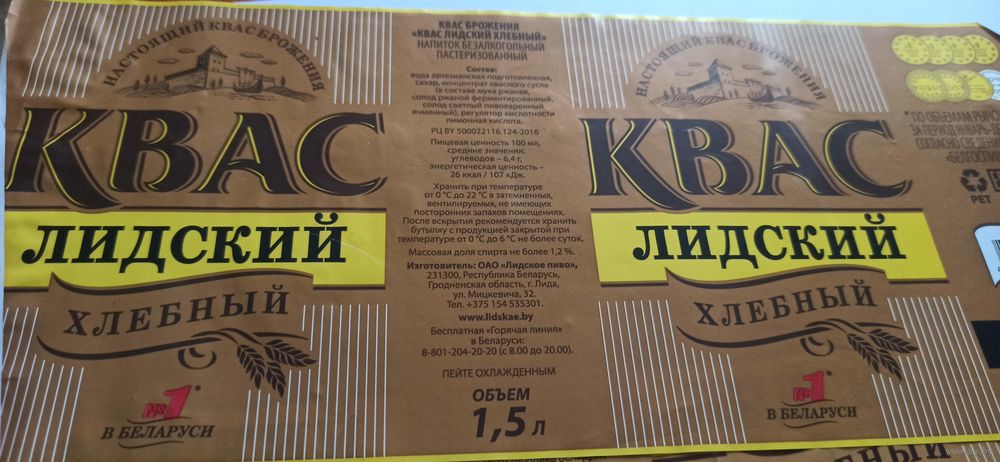 НАСТОЯЩИЙ КВАС БРОЖЕНИЯ
КВАС
ЛИДСКИЙ
ХЛЕБНЫЙ
№1*
В БЕЛАРУСИ
КВАС БРОЖЕНИЯ
«КВАС ЛИДСКИЙ ХЛЕБНЫЙ»
НАПИТОК БЕЗАЛКОГОЛЬНЫЙ
ПАСТЕРИЗОВАННЫЙ
Состав:
вода артезианская подготовленная,
сахар, концентрат квасного сусла
(в составе мука ржаная,
солод ржаной ферментированный,
солод светлый пивоваренный
ячменный), регулятор кислотности
лимонная кислота.
РЦ BY 500022116.124-2016
Пищевая ценность 100 мл,
средние значения:
углеводов – 6,4 г,
энергетическая ценность –
26 ккал / 107 кДж.
Хранить при температуре
от 0 °С до 22 °С в затемненных,
вентилируемых, не имеющих
посторонних запахов помещениях.
После вскрытия рекомендуется хранить
бутылку с продукцией закрытой при
температуре от 0 °С до 6 °С не более суток.
Массовая доля спирта не более 1,2 %.
Изготовитель: ОАО «Лидское пиво»,
231300, Республика Беларусь,
Гродненская область, г. Лида,
ул. Мицкевича, 32.
Тел. +375 154 535301.
www.lidskae.by
Бесплатная «Горячая линия»
в Беларуси:
8-801-204-20-20 (с 8.00 до 20.00).
ПЕЙТЕ ОХЛАЖДЕННЫМ
ОБЪЕМ
1,5 л
НАСТОЯЩИЙ КВАС БРОЖЕНИЯ
КВАС
ЛИДСКИЙ
ХЛЕБНЫЙ
№1*
В БЕЛАРУСИ
*ПО ОБЪЕМАМ
ЗА ПЕРИОД
СОГЛАСНО
PET